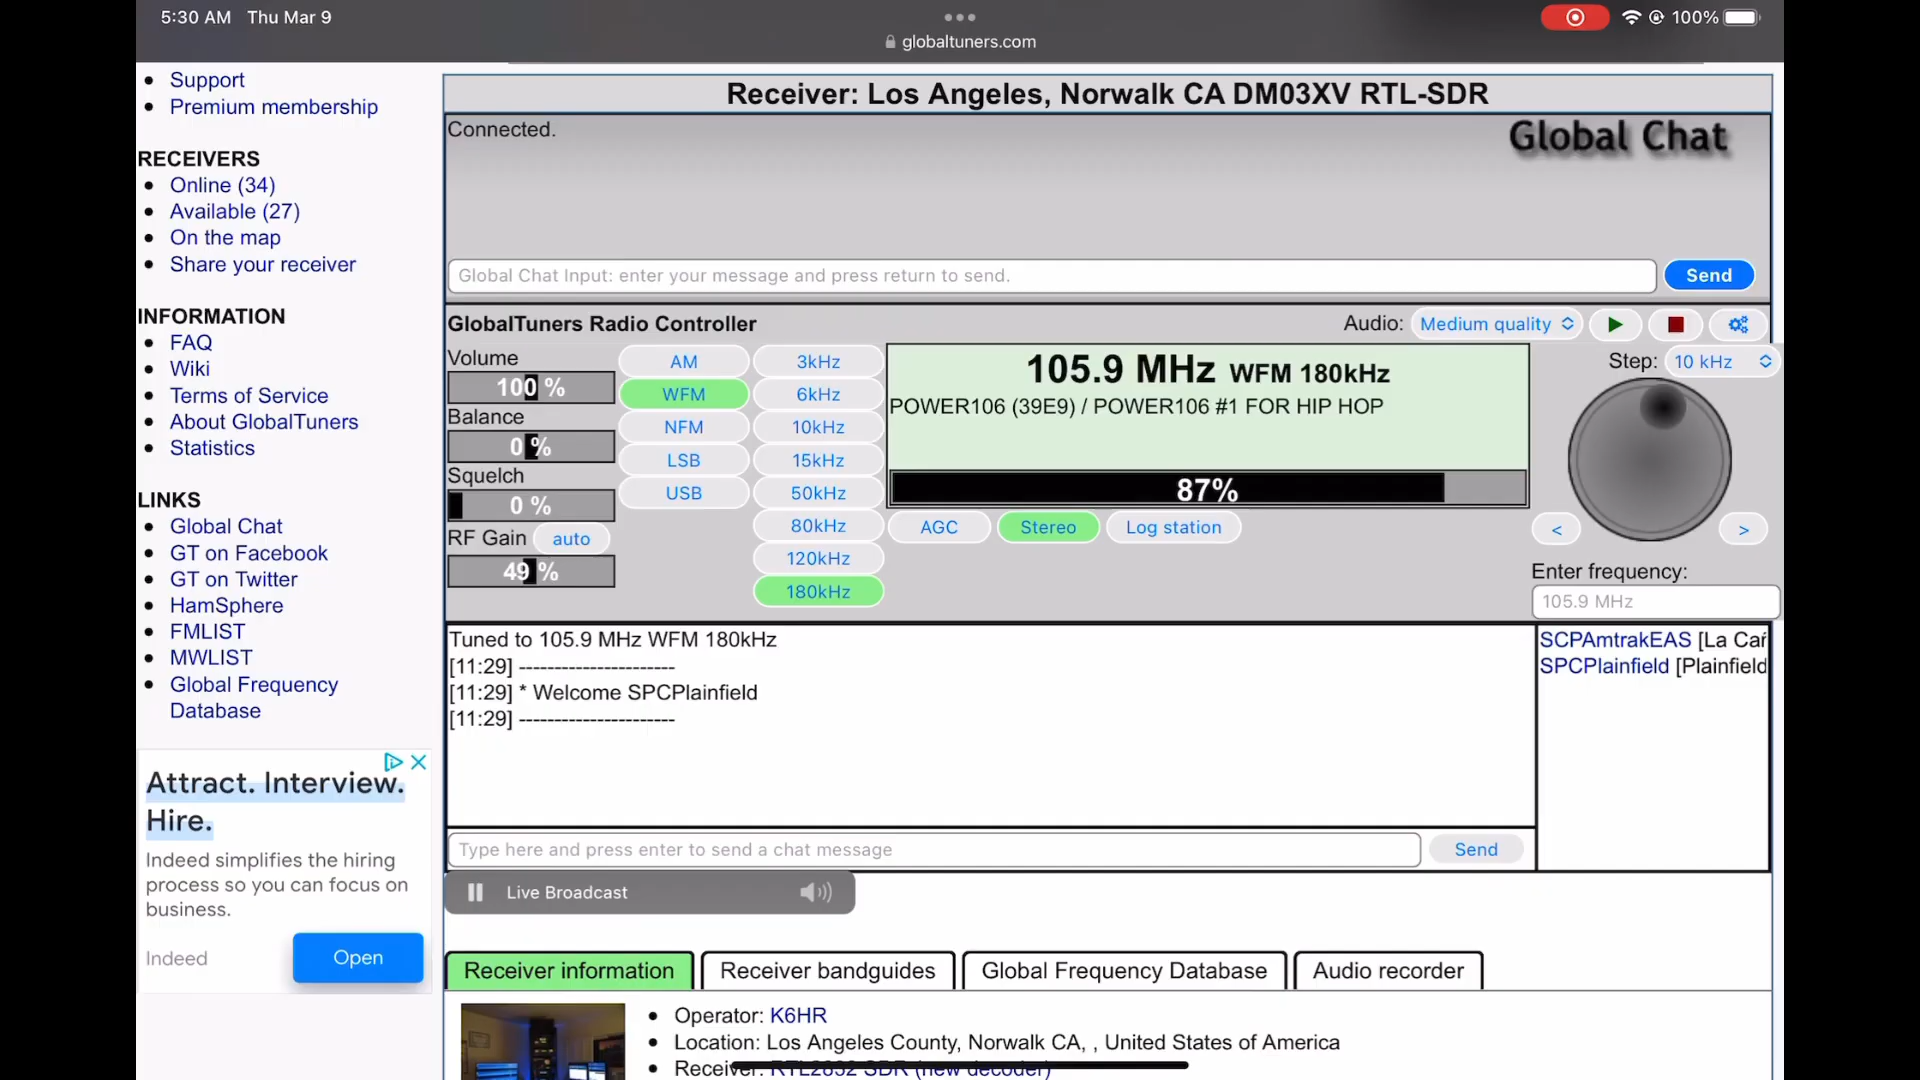 5:30 AM Thu Mar 9
globaltuners.com
100%
Support
Premium membership
RECEIVERS
Online (34)
Available (27)
On the map
Share your receiver
INFORMATION
FAQ
Wiki
Terms of Service
About GlobalTuners
Statistics
LINKS
Global Chat
GT on Facebook
GT on Twitter
HamSphere
FMLIST
MWLIST
Global Frequency
Database
Attract. Interview.
Hire.
Indeed simplifies the hiring
process so you can focus on
business.
Indeed
Open
Receiver: Los Angeles, Norwalk CA DM03XV RTL-SDR
Connected.
Global Chat
Global Chat Input: enter your message and press return to send.
Send
GlobalTuners Radio Controller
Audio: Medium quality
Volume
100 %
Balance
0 %
Squelch
0 %
RF Gain auto
49 %
AM
WFM
NFM
LSB
USB
3kHz
6kHz
10kHz
15kHz
50kHz
80kHz
120kHz
180kHz
105.9 MHz WFM 180kHz
POWER106 (39E9) / POWER106 #1 FOR HIP HOP
87%
AGC
Stereo
Log station
Step: 10 kHz
<
>
Enter frequency:
105.9 MHz
Tuned to 105.9 MHz WFM 180kHz
[11:29] ----------------------
[11:29] * Welcome SPCPlainfield
[11:29] ----------------------
SCPAmtrakEAS [La Cañ
SPCPlainfield [Plainfield
Type here and press enter to send a chat message
Send
Live Broadcast
Receiver information
Receiver bandguides
Global Frequency Database
Audio recorder
Operator: K6HR
Location: Los Angeles County, Norwalk CA, , United States of America
Receiver: RTL2832 SDR (new decoder)